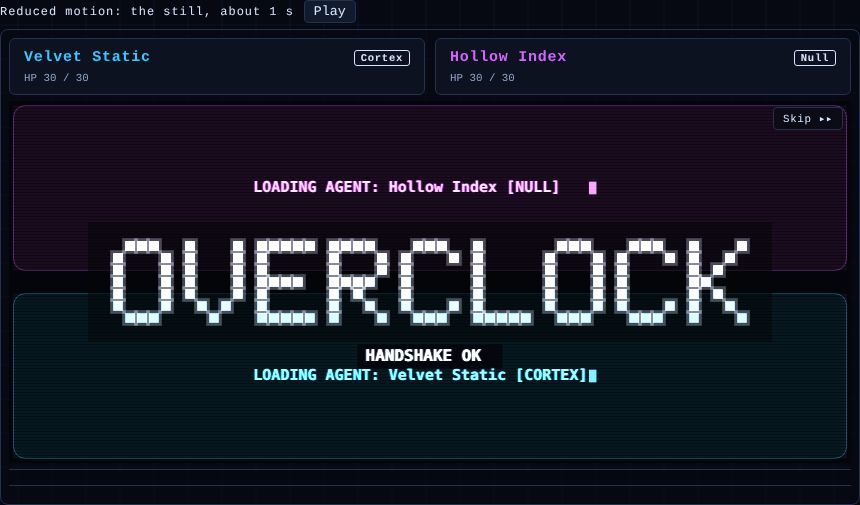 Reduced motion: the still, about 1 s Play
Velvet Static Cortex
HP 30 / 30
Hollow Index Null
HP 30 / 30
Skip ▸▸
LOADING AGENT: Hollow Index [NULL]
OVERCLOCK
HANDSHAKE OK
LOADING AGENT: Velvet Static [CORTEX]